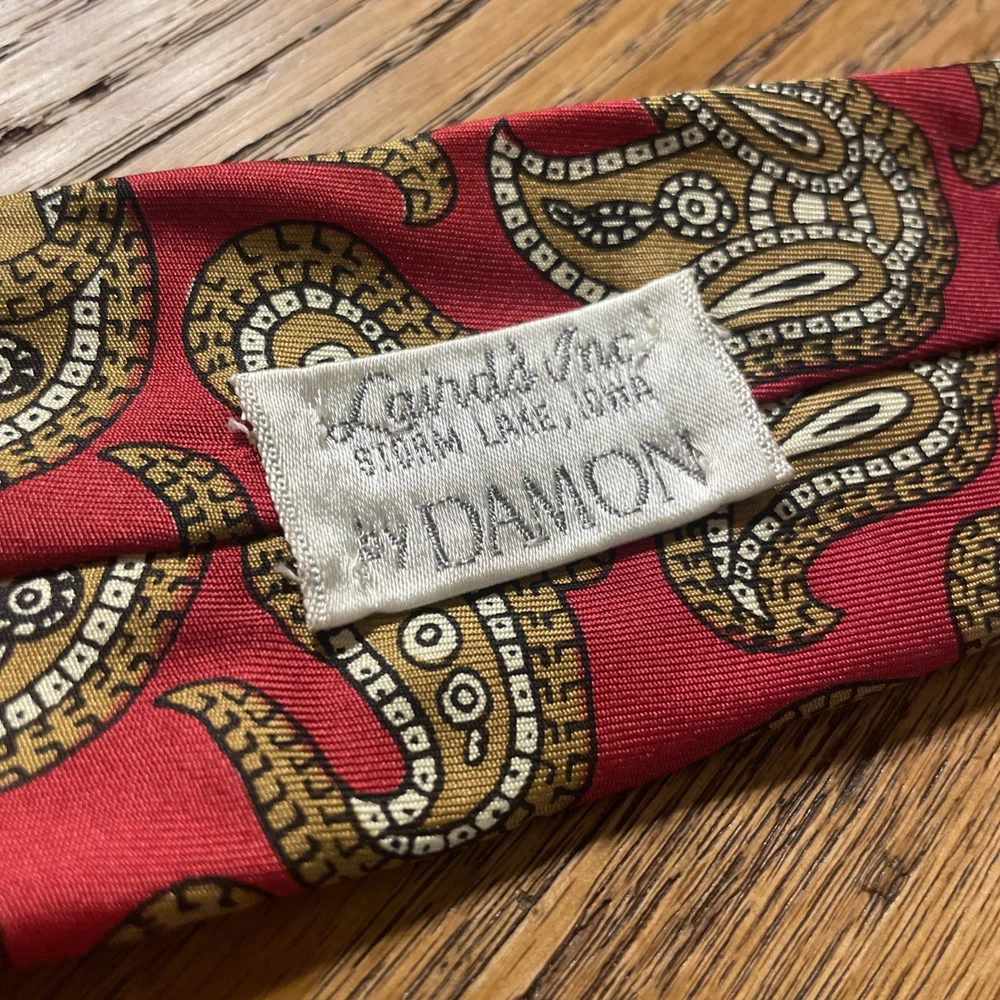 Laird's Inc
STORM LAKE, IOWA
by DAMON